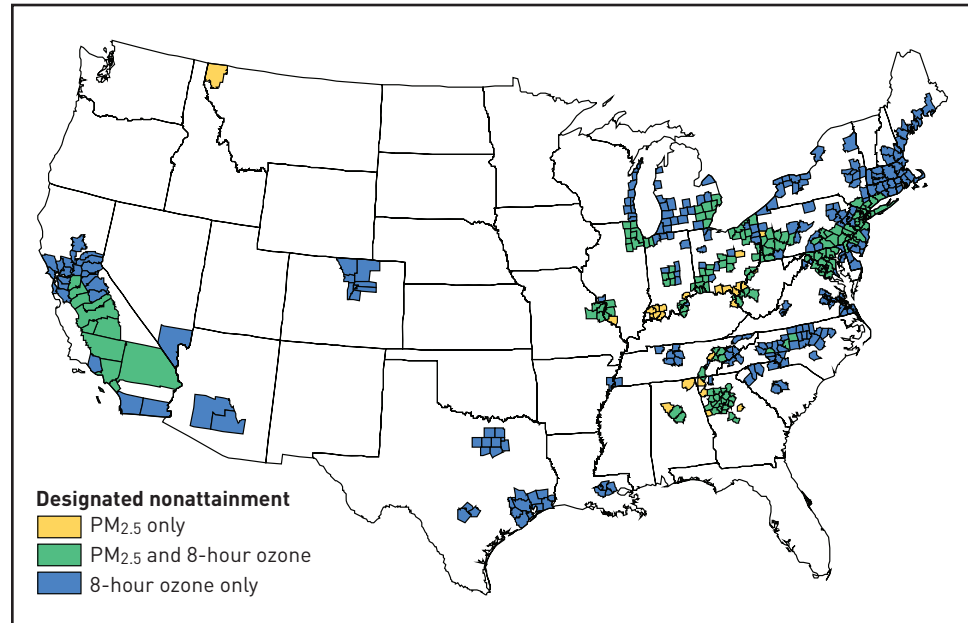 Designated nonattainment
PM2.5 only
PM2.5 and 8-hour ozone
8-hour ozone only